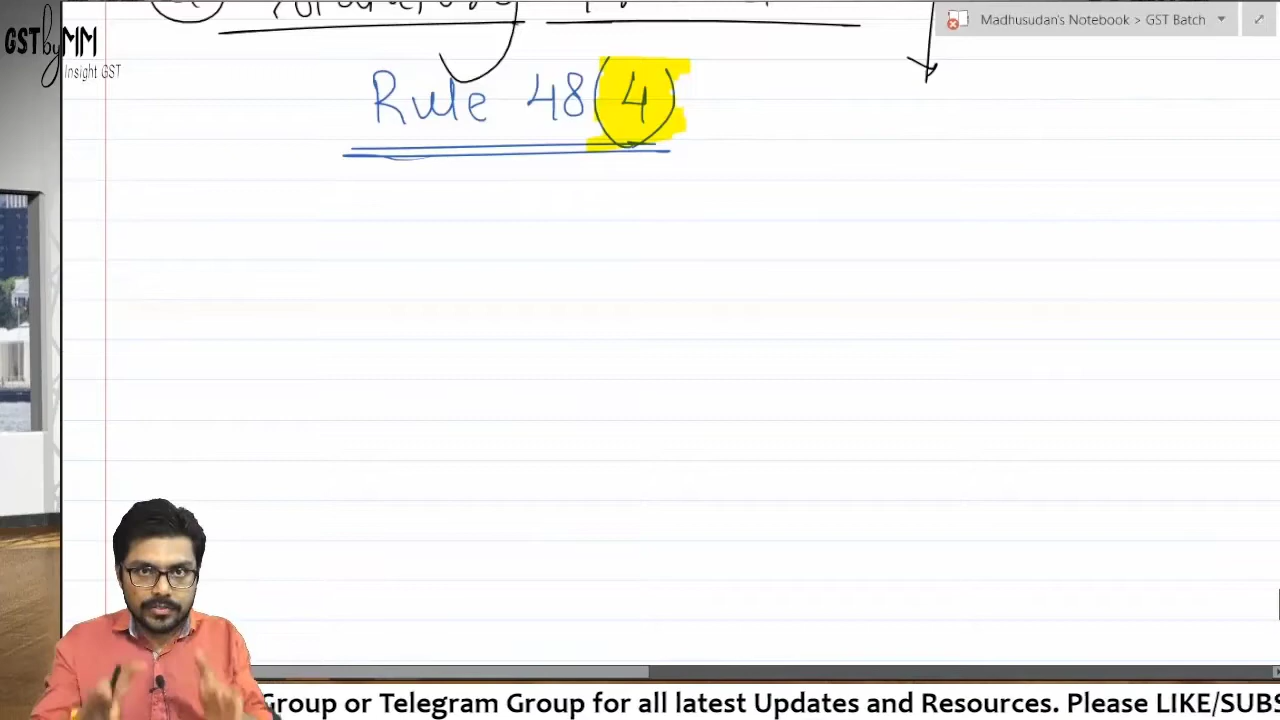 GST by MM
Insight GST
Madhusudan's Notebook > GST Batch
Rule 48(4)
Group or Telegram Group for all latest Updates and Resources. Please LIKE/SUBS